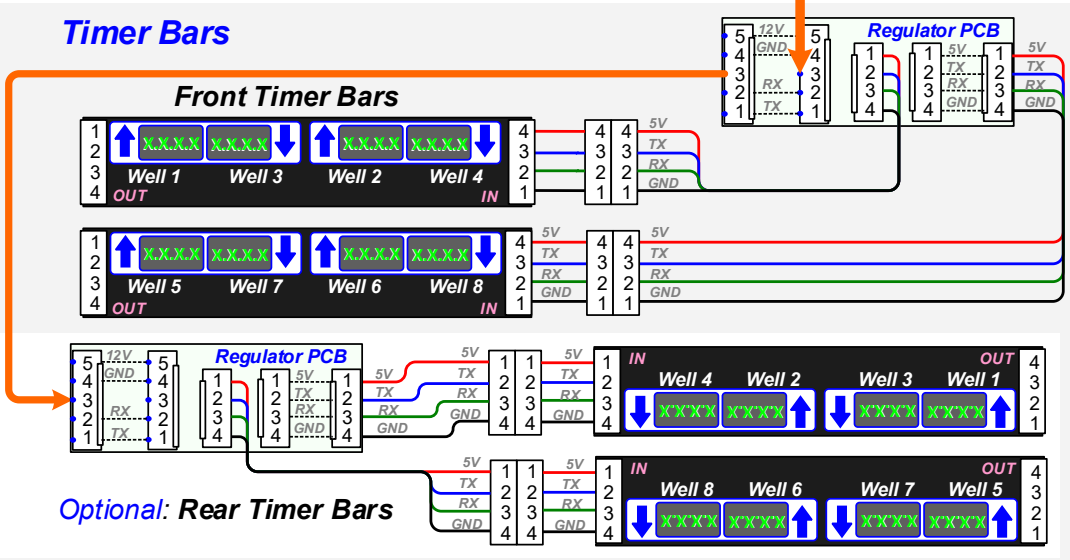 Timer Bars
Regulator PCB
5 12V 5
4 GND 4
3 3
2 RX 2
1 TX 1
1 1 5V 1 5V
2 2 TX 2 TX
3 3 RX 3 RX
4 4 GND 4 GND
Front Timer Bars
1 X.X.X.X X.X.X.X X.X.X.X X.X.X.X 4 4 4 5V
2 3 3 3 TX
3 Well 1 Well 3 Well 2 Well 4 2 2 2 RX
4 OUT IN 1 1 1 GND
1 X.X.X.X X.X.X.X X.X.X.X X.X.X.X 4 5V 4 4 5V
2 3 TX 3 3 TX
3 Well 5 Well 7 Well 6 Well 8 2 RX 2 2 RX
4 OUT IN 1 GND 1 1 GND
Regulator PCB
5 12V 5
4 GND 4
3 3
2 RX 2
1 TX 1
1 1 5V 1 5V
2 2 TX 2 TX
3 3 RX 3 RX
4 4 GND 4 GND
5V 1 1 5V 1 IN OUT 4
TX 2 2 TX 2 Well 4 Well 2 Well 3 Well 1 3
RX 3 3 RX 3 X.X.X.X X.X.X.X X.X.X.X X.X.X.X 2
GND 4 4 GND 4 1
5V 1 1 5V 1 IN OUT 4
TX 2 2 TX 2 Well 8 Well 6 Well 7 Well 5 3
RX 3 3 RX 3 X.X.X.X X.X.X.X X.X.X.X X.X.X.X 2
GND 4 4 GND 4 1
Optional: Rear Timer Bars